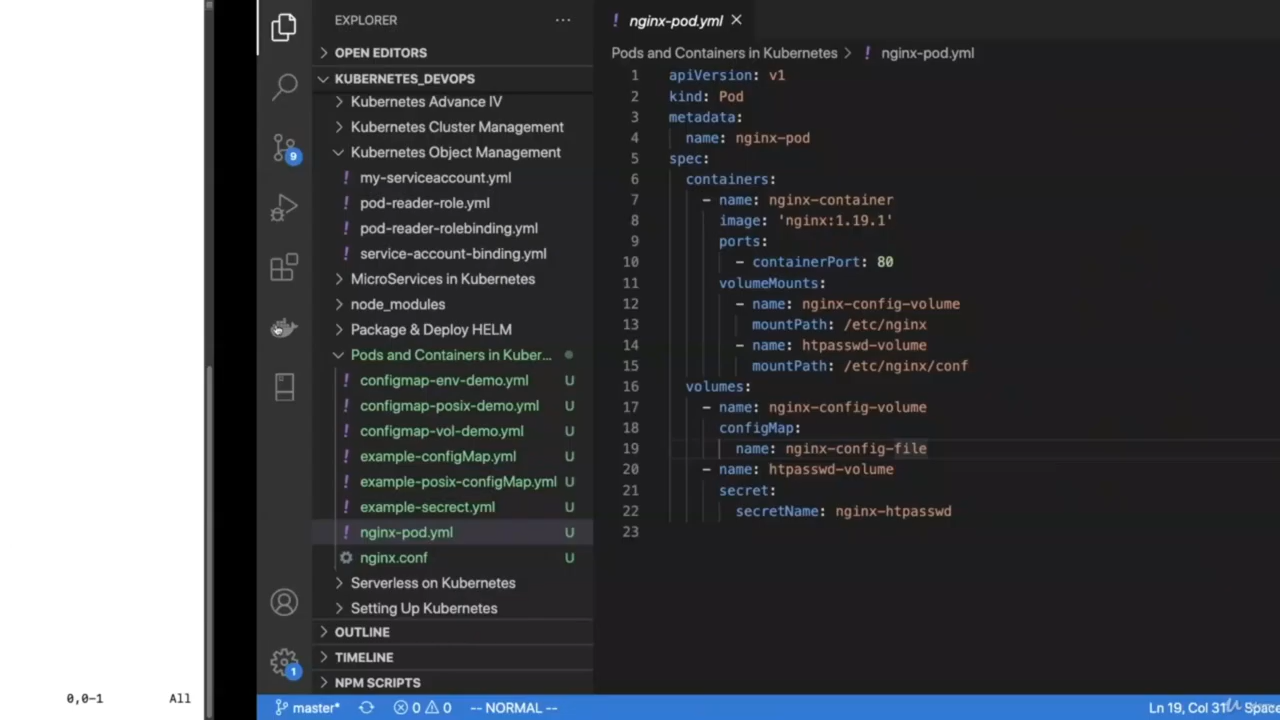 EXPLORER
OPEN EDITORS
KUBERNETES_DEVOPS
Kubernetes Advance IV
Kubernetes Cluster Management
Kubernetes Object Management
my-serviceaccount.yml
pod-reader-role.yml
pod-reader-rolebinding.yml
service-account-binding.yml
MicroServices in Kubernetes
node_modules
Package & Deploy HELM
Pods and Containers in Kuber...
configmap-env-demo.yml U
configmap-posix-demo.yml U
configmap-vol-demo.yml U
example-configMap.yml U
example-posix-configMap.yml U
example-secrect.yml U
nginx-pod.yml U
nginx.conf U
Serverless on Kubernetes
Setting Up Kubernetes
OUTLINE
TIMELINE
NPM SCRIPTS
9
1
! nginx-pod.yml
Pods and Containers in Kubernetes > ! nginx-pod.yml
1 apiVersion: v1
2 kind: Pod
3 metadata:
4 name: nginx-pod
5 spec:
6 containers:
7 - name: nginx-container
8 image: 'nginx:1.19.1'
9 ports:
10 - containerPort: 80
11 volumeMounts:
12 - name: nginx-config-volume
13 mountPath: /etc/nginx
14 - name: htpasswd-volume
15 mountPath: /etc/nginx/conf
16 volumes:
17 - name: nginx-config-volume
18 configMap:
19 name: nginx-config-file
20 - name: htpasswd-volume
21 secret:
22 secretName: nginx-htpasswd
23
0,0-1 All
master* 0 0 -- NORMAL -- Ln 19, Col 31